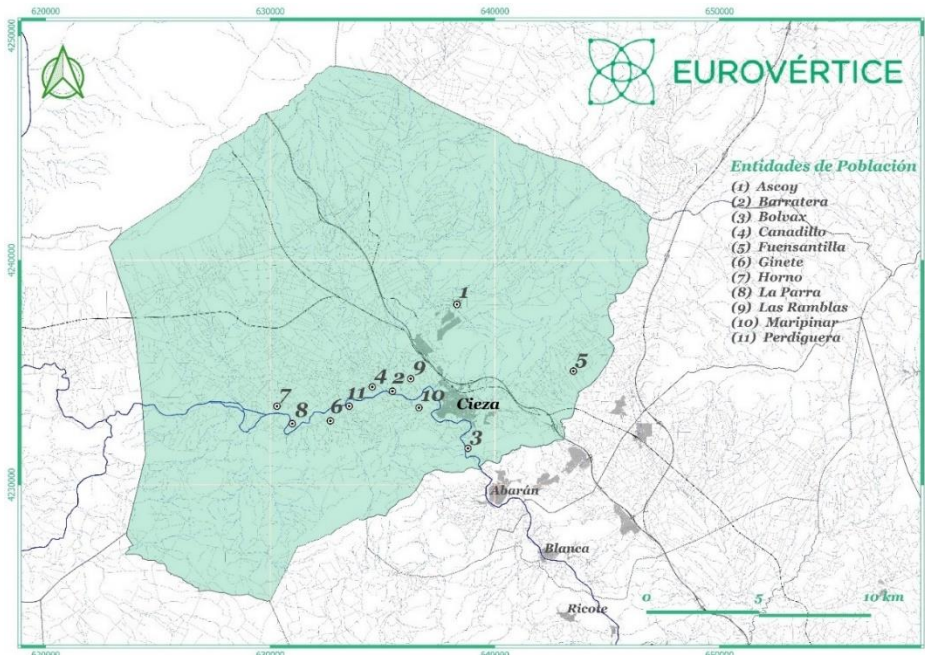 620000 630000 640000 650000
4250000
EUROVÉRTICE
Entidades de Población
(1) Ascoy
(2) Barratera
(3) Bolvax
(4) Canadillo
(5) Fuensantilla
(6) Ginete
(7) Horno
(8) La Parra
(9) Las Ramblas
(10) Maripinar
(11) Perdiguera
4240000
1
5
9
4 2
7 11 10 Cieza
8 6
3
4230000
Abarán
Blanca
Ricote
0 5 10 km
620000 630000 640000 650000